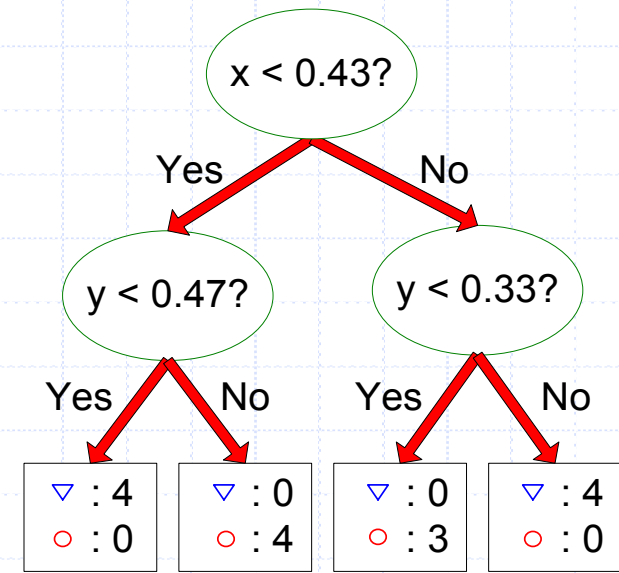 x < 0.43?
Yes No
y < 0.47? y < 0.33?
Yes No Yes No
: 4 : 0 : 0 : 4
: 0 : 4 : 3 : 0